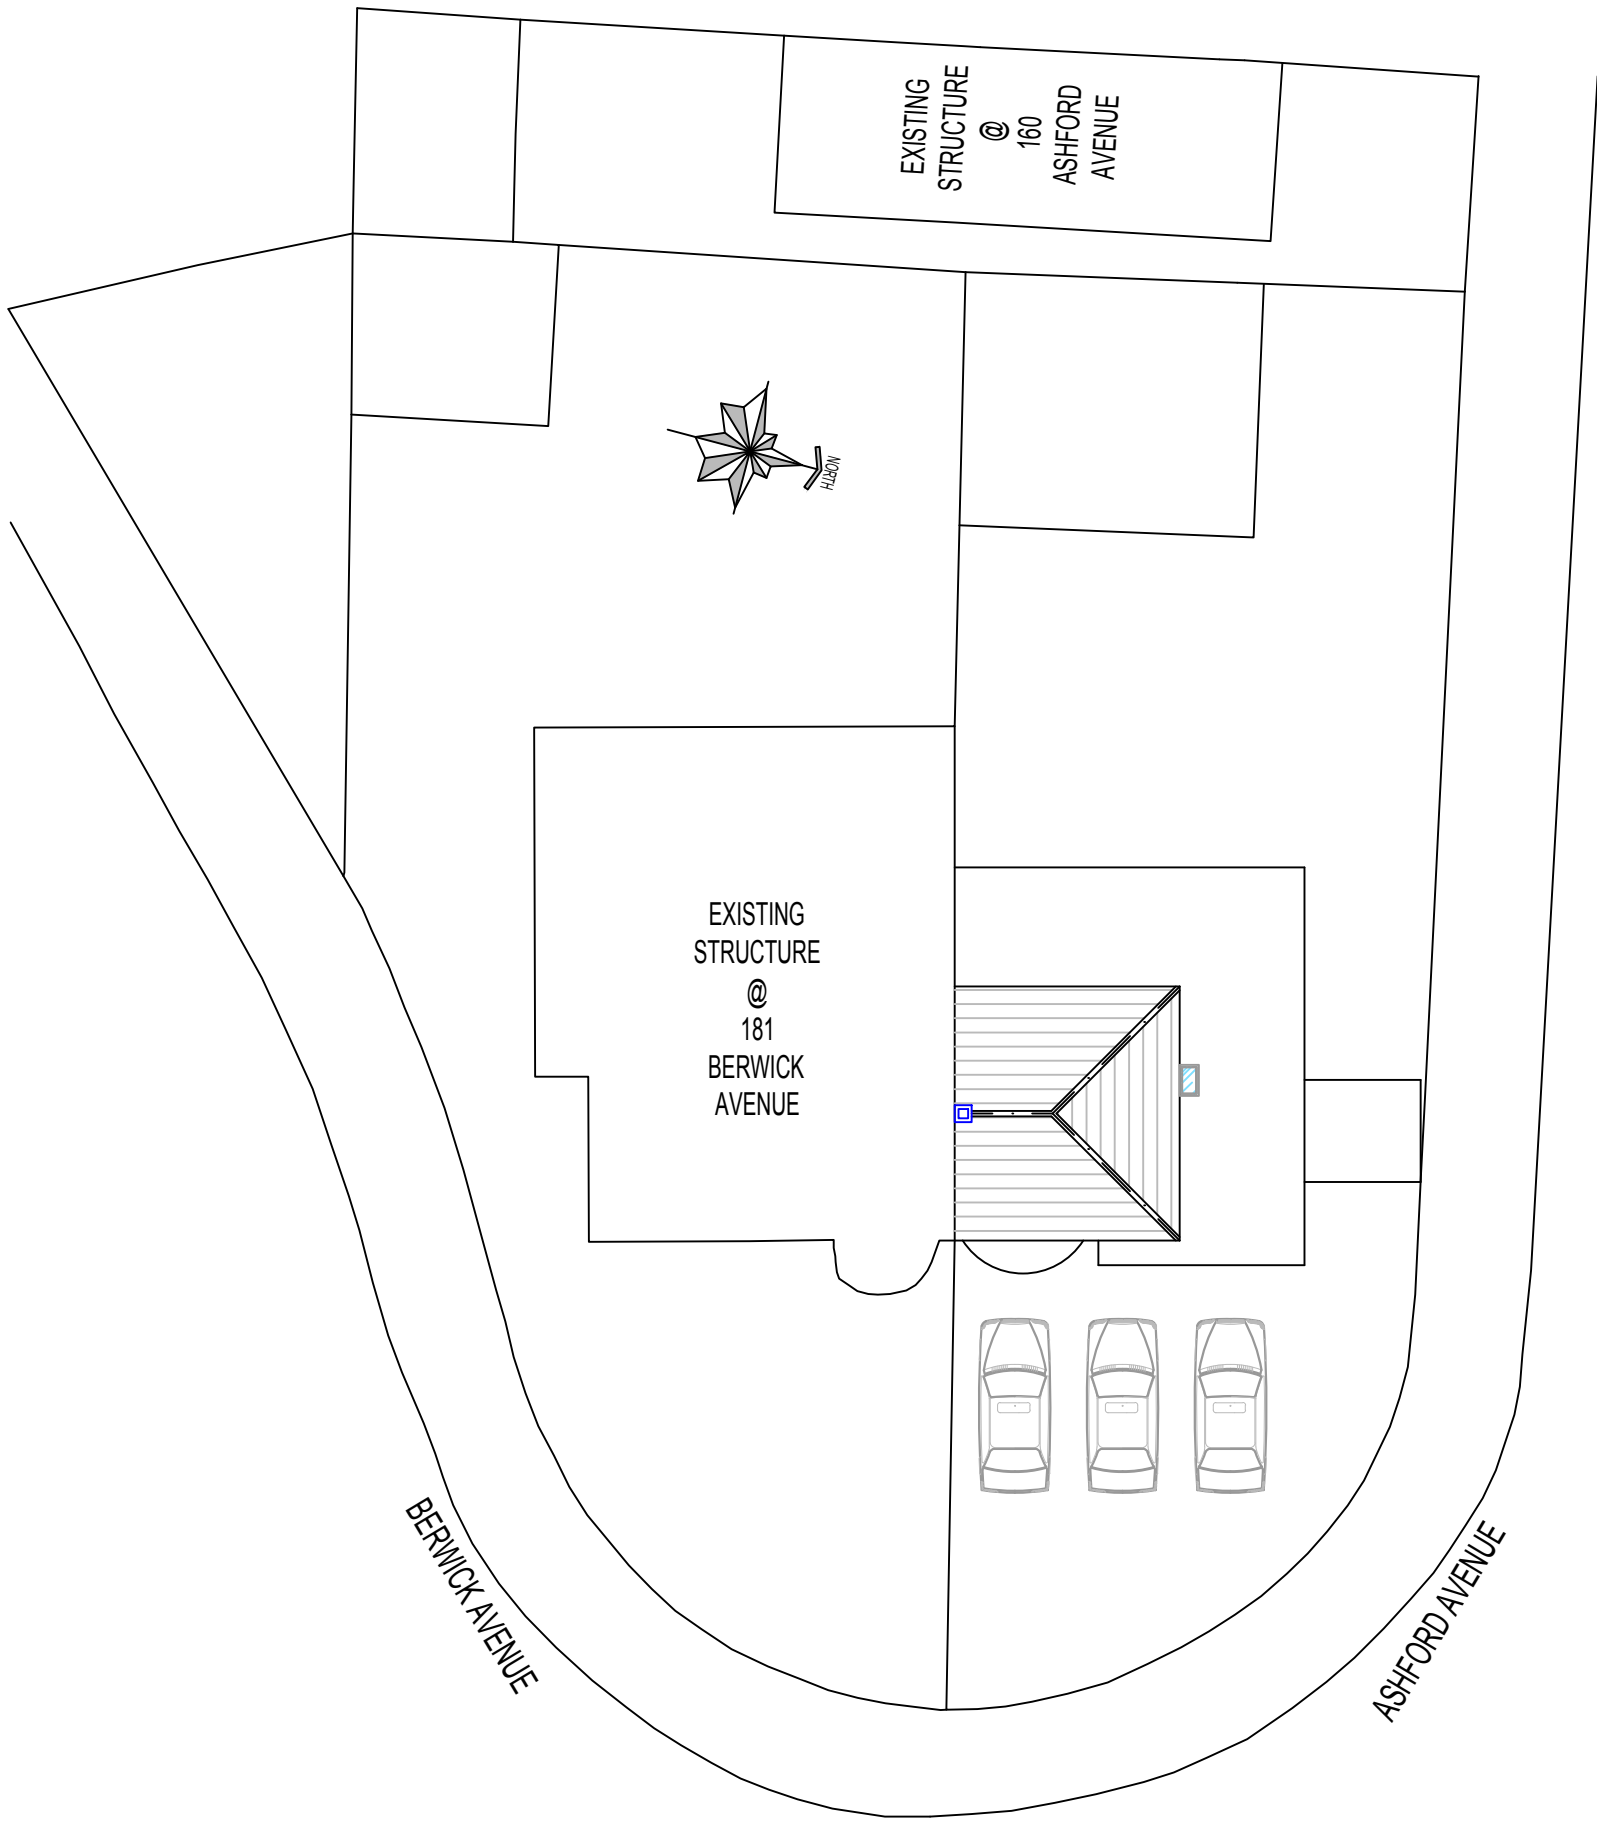 EXISTING
STRUCTURE
@
160
ASHFORD
AVENUE
NORTH
EXISTING
STRUCTURE
@
181
BERWICK
AVENUE
BERWICK AVENUE
ASHFORD AVENUE